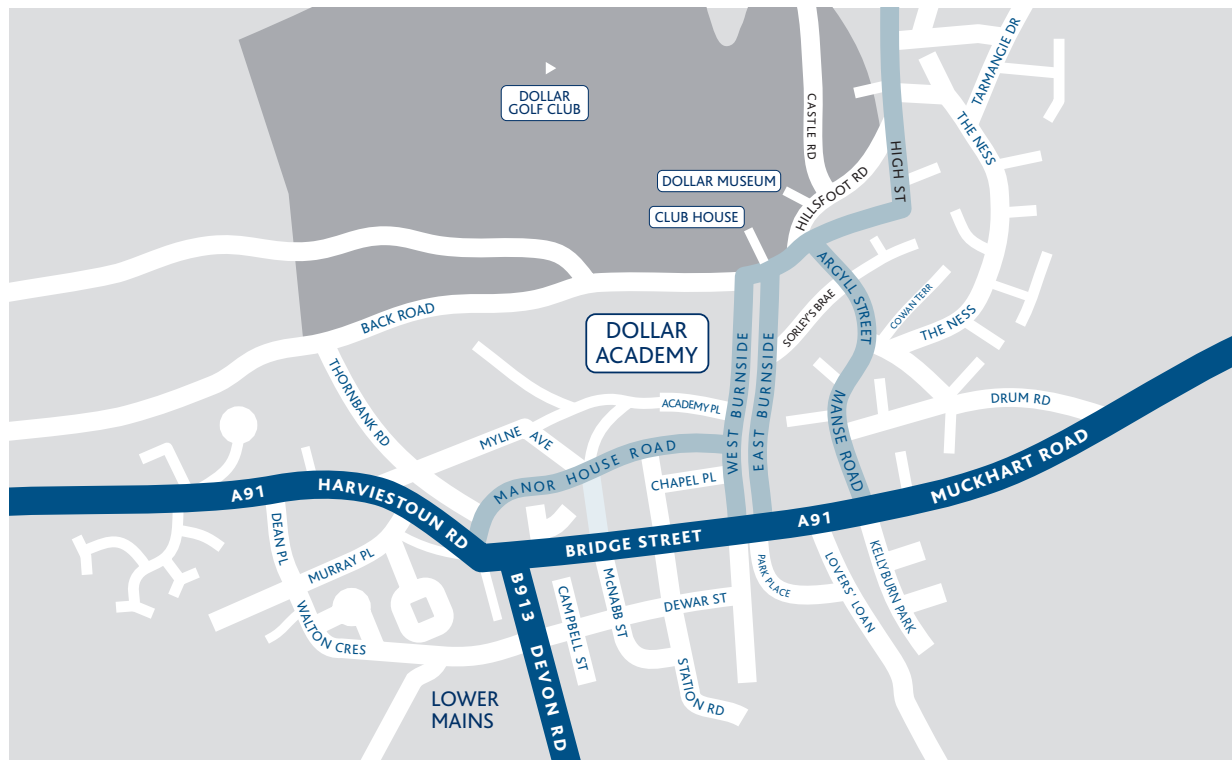 TARMANGIE DR
DOLLAR
GOLF CLUB
CASTLE RD
THE NESS
HIGH ST
DOLLAR MUSEUM
HILLSFOOT RD
CLUB HOUSE
ARGYLL STREET
COWAN TERR
SORLEY'S BRAE
THE NESS
BACK ROAD
DOLLAR
ACADEMY
THORNBANK RD
WEST BURNSIDE
EAST BURNSIDE
ACADEMY PL
DRUM RD
MANSE ROAD
MYLNE AVE
MANOR HOUSE ROAD
CHAPEL PL
MUCKHART ROAD
A91
HARVIESTOUN RD
A91
BRIDGE STREET
DEAN PL
MURRAY PL
B913
DEVON RD
CAMPBELL ST
McNABB ST
DEWAR ST
PARK PLACE
LOVERS' LOAN
KELLYBURN PARK
WALTON CRES
STATION RD
LOWER
MAINS